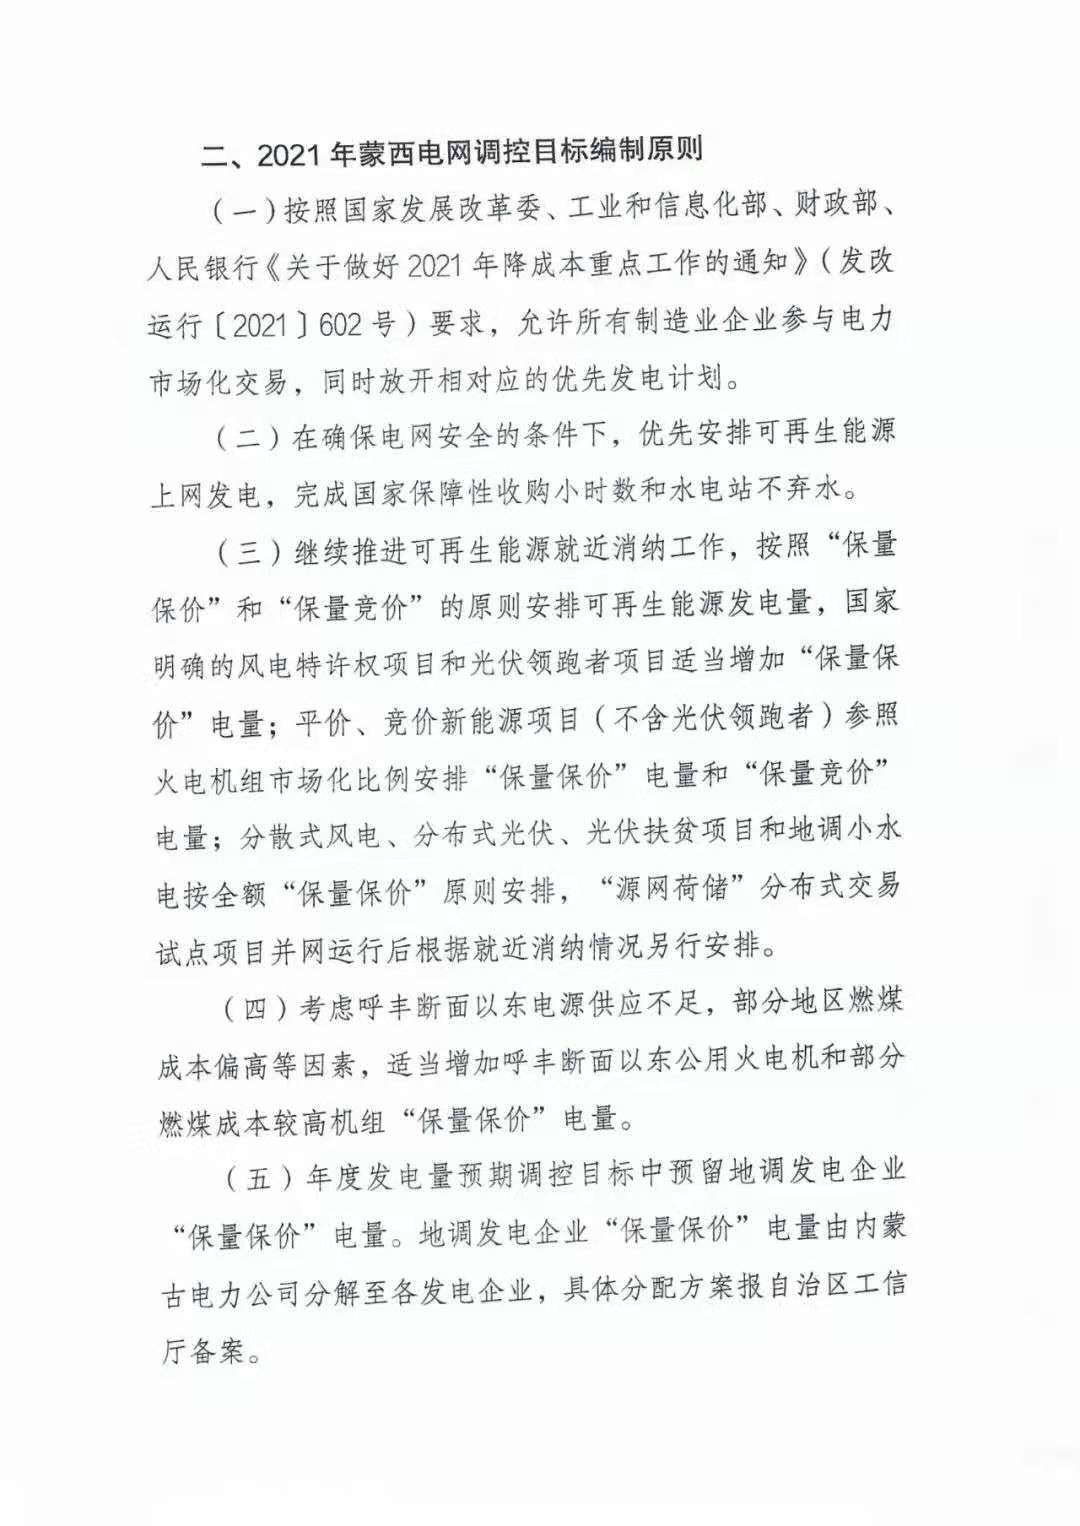 二、2021年蒙西电网调控目标编制原则
（一）按照国家发展改革委、工业和信息化部、财政部、
人民银行《关于做好2021年降成本重点工作的通知》（发改
运行〔2021〕602号）要求，允许所有制造业企业参与电力
市场化交易，同时放开相对应的优先发电计划。
（二）在确保电网安全的条件下，优先安排可再生能源
上网发电，完成国家保障性收购小时数和水电站不弃水。
（三）继续推进可再生能源就近消纳工作，按照“保量
保价”和“保量竞价”的原则安排可再生能源发电量，国家
明确的风电特许权项目和光伏领跑者项目适当增加“保量保
价”电量；平价、竞价新能源项目（不含光伏领跑者）参照
火电机组市场化比例安排“保量保价”电量和“保量竞价”
电量；分散式风电、分布式光伏、光伏扶贫项目和地调小水
电按全额“保量保价”原则安排，“源网荷储”分布式交易
试点项目并网运行后根据就近消纳情况另行安排。
（四）考虑呼丰断面以东电源供应不足，部分地区燃煤
成本偏高等因素，适当增加呼丰断面以东公用火电机和部分
燃煤成本较高机组“保量保价”电量。
（五）年度发电量预期调控目标中预留地调发电企业
“保量保价”电量。地调发电企业“保量保价”电量由内蒙
古电力公司分解至各发电企业，具体分配方案报自治区工信
厅备案。